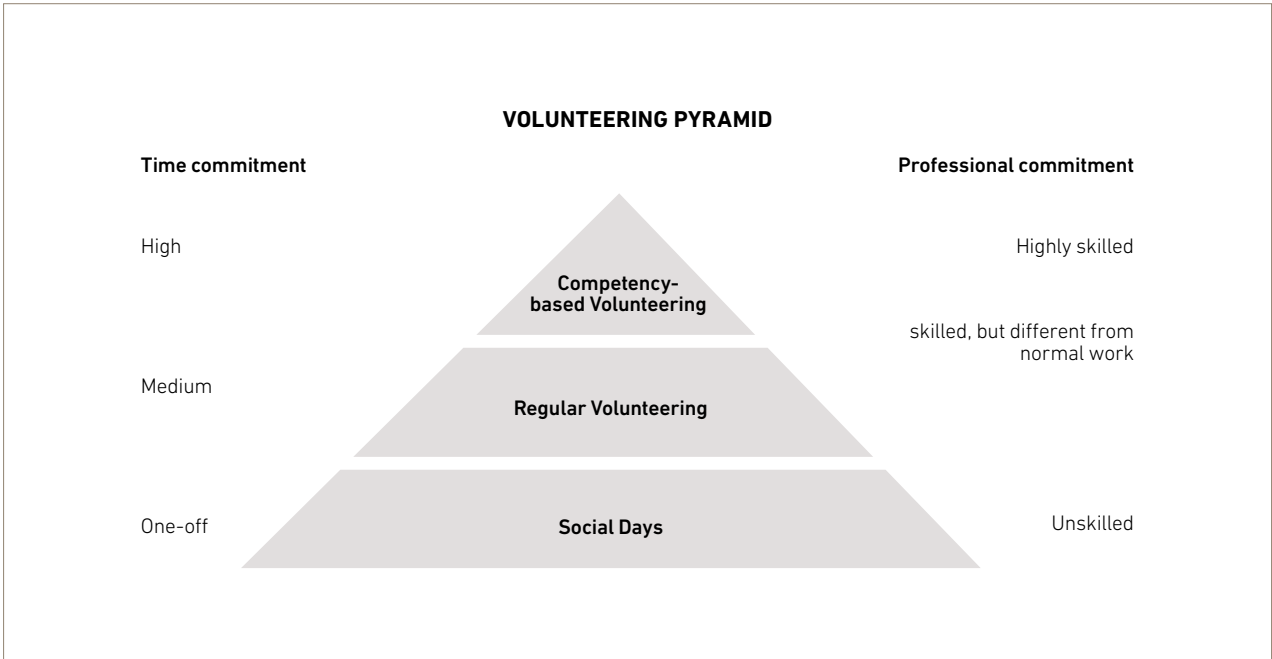 VOLUNTEERING PYRAMID
Time commitment
Professional commitment
High
Highly skilled
Competency-
based Volunteering
skilled, but different from
normal work
Medium
Regular Volunteering
One-off
Social Days
Unskilled